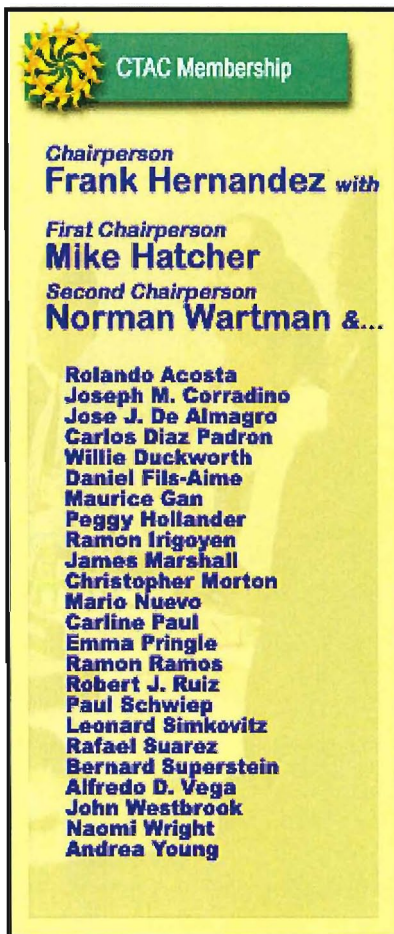 CTAC Membership
Chairperson
Frank Hernandez with
First Chairperson
Mike Hatcher
Second Chairperson
Norman Wartman &...
Rolando Acosta
Joseph M. Corradino
Jose J. De Almagro
Carlos Diaz Padron
Willie Duckworth
Daniel Fils-Aime
Maurice Gan
Peggy Hollander
Ramon Irigoyen
James Marshall
Christopher Morton
Mario Nuevo
Carline Paul
Emma Pringle
Ramon Ramos
Robert J. Ruiz
Paul Schwiep
Leonard Simkovitz
Rafael Suarez
Bernard Superstein
Alfredo D. Vega
John Westbrook
Naomi Wright
Andrea Young